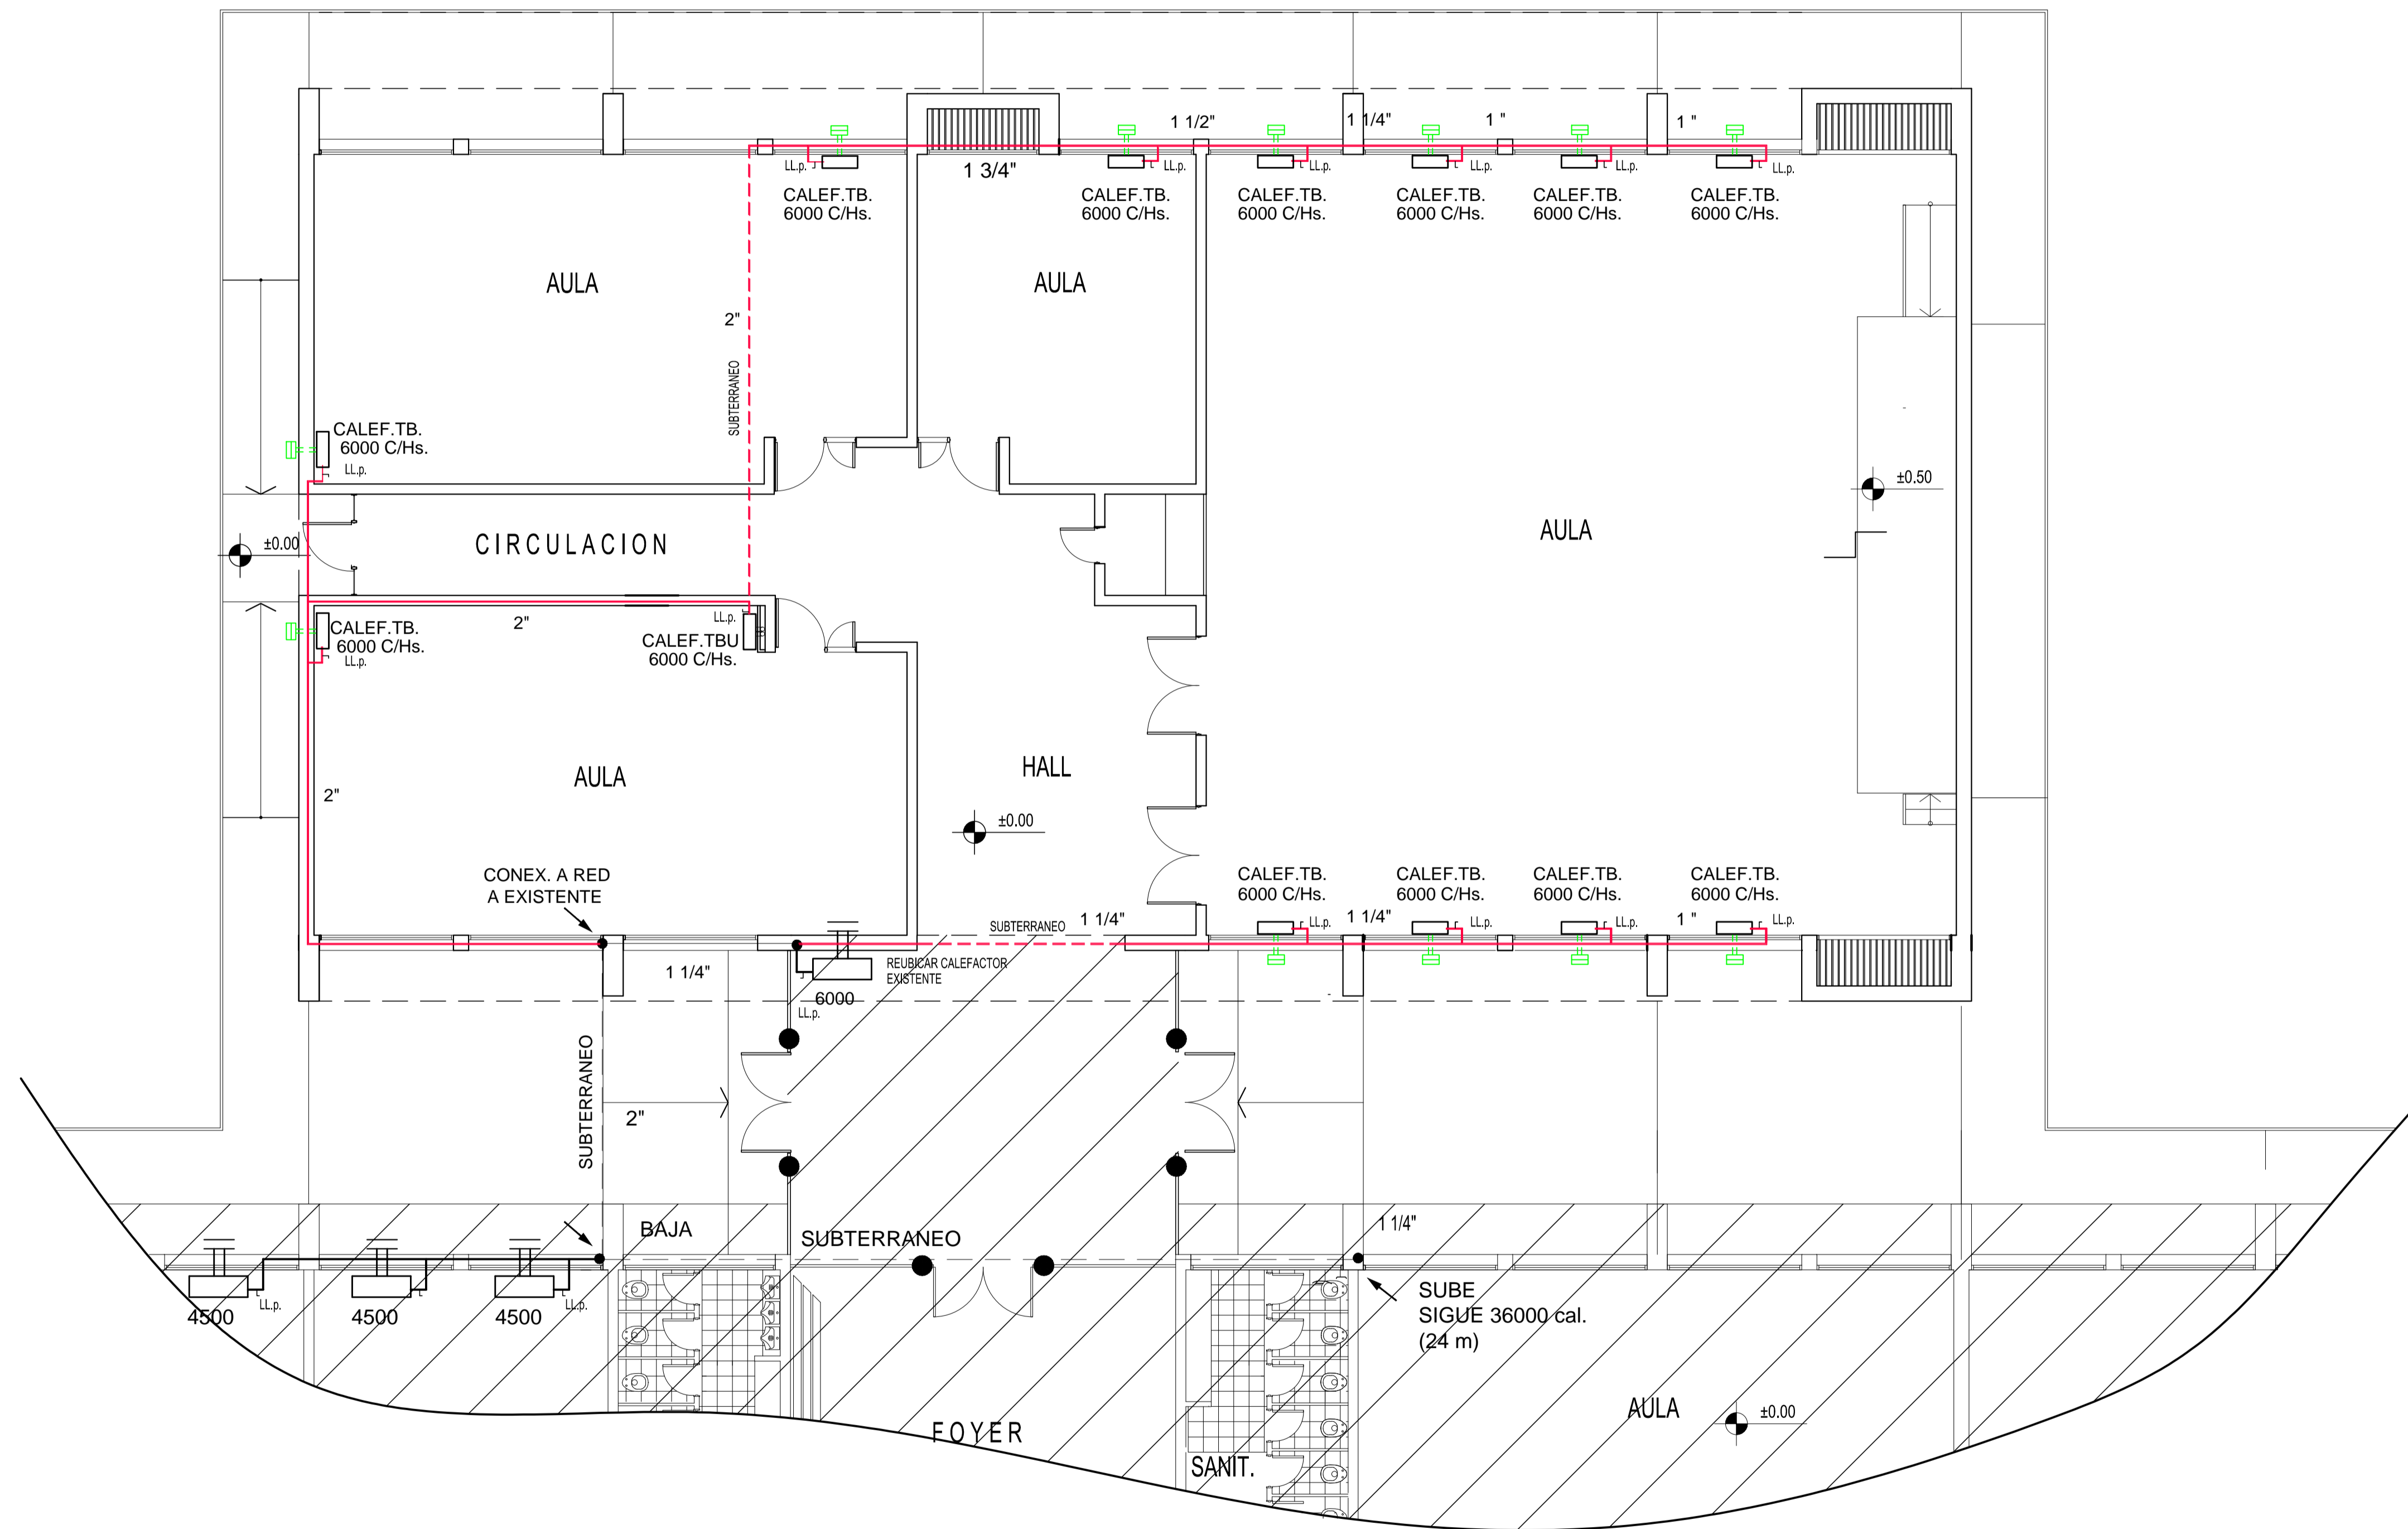 1 1/2"
1 1/4"
1 "
1 "
LL.p.
1 3/4"
LL.p.
LL.p.
LL.p.
LL.p.
LL.p.
CALEF.TB.
6000 C/Hs.
CALEF.TB.
6000 C/Hs.
CALEF.TB.
6000 C/Hs.
CALEF.TB.
6000 C/Hs.
CALEF.TB.
6000 C/Hs.
CALEF.TB.
6000 C/Hs.
AULA
AULA
2"
SUBTERRANEO
CALEF.TB.
6000 C/Hs.
LL.p.
±0.50
AULA
±0.00
CIRCULACION
CALEF.TB.
6000 C/Hs.
LL.p.
2"
LL.p.
CALEF.TBU
6000 C/Hs.
AULA
HALL
2"
±0.00
CONEX. A RED
A EXISTENTE
CALEF.TB.
6000 C/Hs.
CALEF.TB.
6000 C/Hs.
CALEF.TB.
6000 C/Hs.
CALEF.TB.
6000 C/Hs.
SUBTERRANEO
1 1/4"
LL.p.
1 1/4"
LL.p.
LL.p.
1 "
LL.p.
1 1/4"
REUBICAR CALEFACTOR
EXISTENTE
6000
LL.p.
SUBTERRANEO
2"
BAJA
SUBTERRANEO
1 1/4"
4500
LL.p.
4500
4500
LL.p.
SUBE
SIGUE 36000 cal.
(24 m)
AULA
±0.00
FOYER
SANIT.